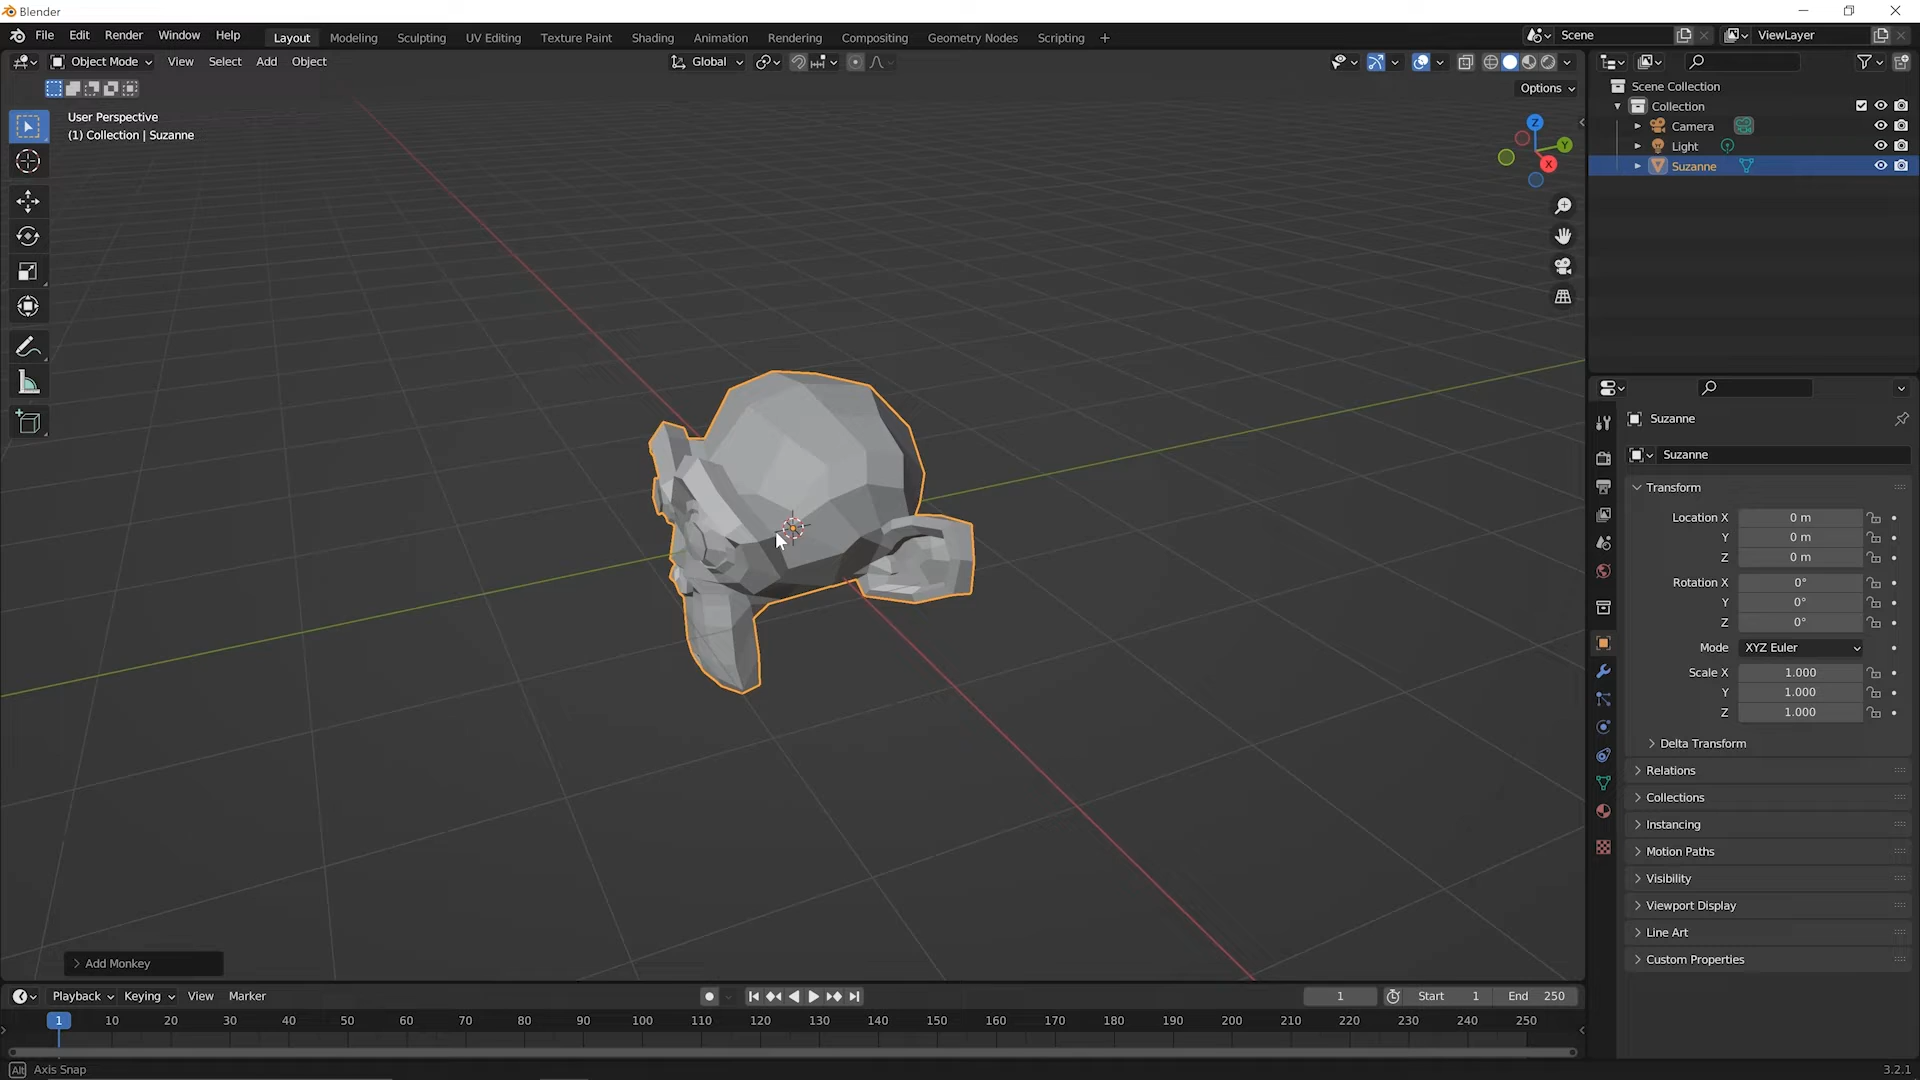 Blender
File Edit Render Window Help Layout Modeling Sculpting UV Editing Texture Paint Shading Animation Rendering Compositing Geometry Nodes Scripting + Scene ViewLayer
Object Mode View Select Add Object Global
Options
User Perspective
(1) Collection | Suzanne
Z
Y
X
Scene Collection
Collection
Camera
Light
Suzanne
Suzanne
Suzanne
Transform
Location X 0 m
Y 0 m
Z 0 m
Rotation X 0°
Y 0°
Z 0°
Mode XYZ Euler
Scale X 1.000
Y 1.000
Z 1.000
Delta Transform
Relations
Collections
Instancing
Motion Paths
Visibility
Viewport Display
Line Art
Custom Properties
Add Monkey
Playback Keying View Marker 1 Start 1 End 250
1 10 20 30 40 50 60 70 80 90 100 110 120 130 140 150 160 170 180 190 200 210 220 230 240 250
Alt Axis Snap
3.2.1